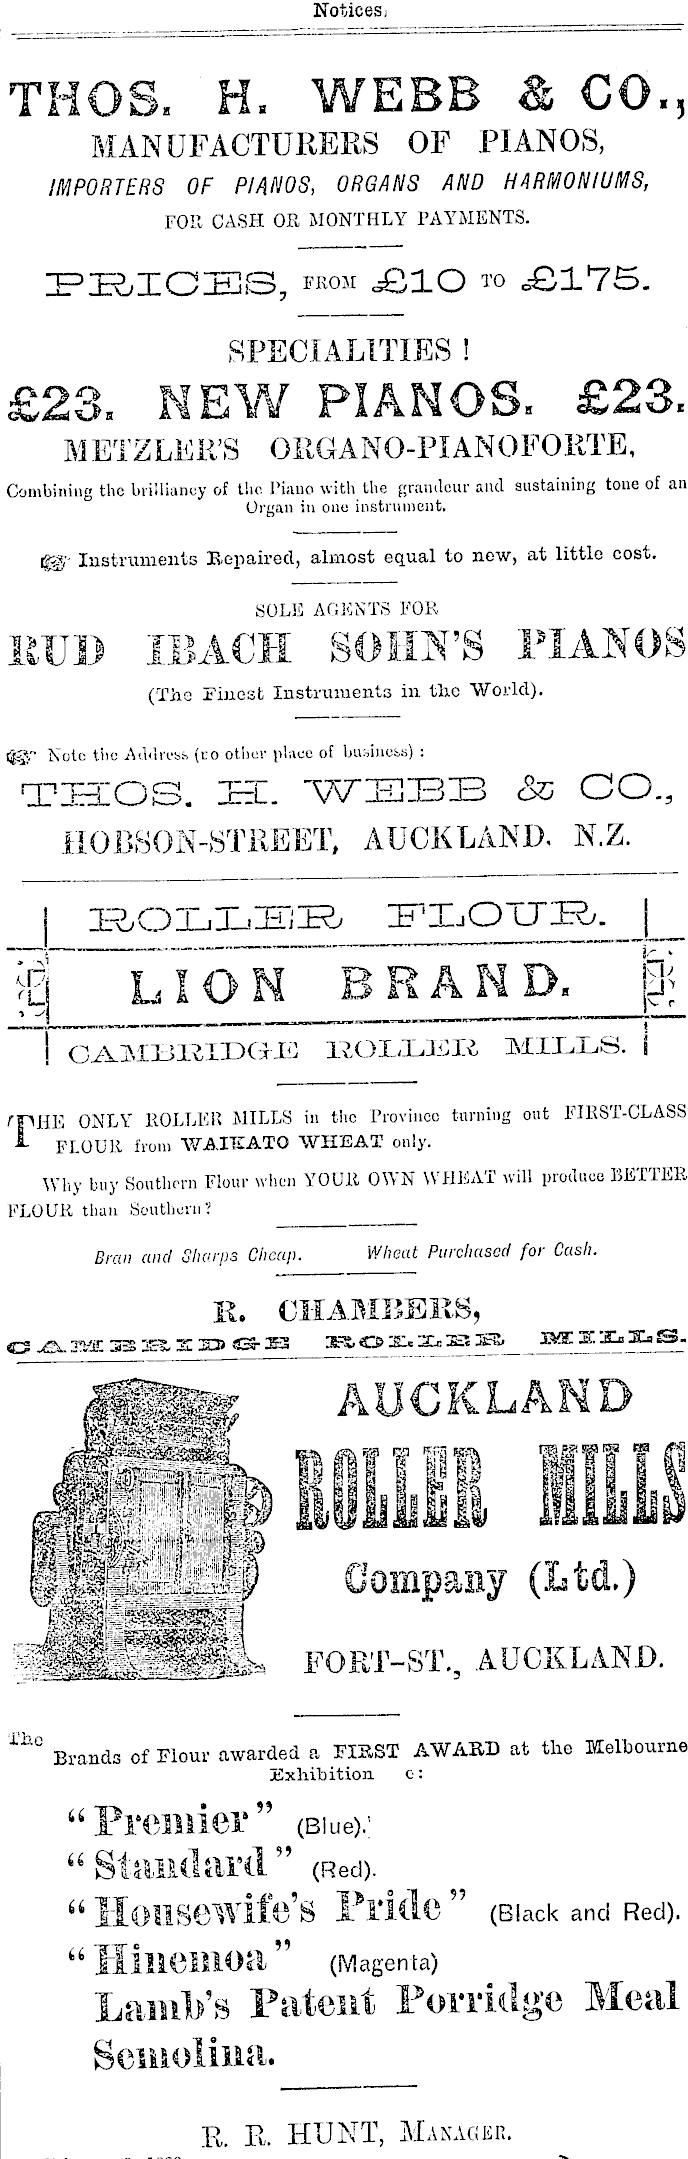 Notices.
THOS. H. WEBB & CO.,
MANUFACTURERS OF PIANOS,
IMPORTERS OF PIANOS, ORGANS AND HARMONIUMS,
FOR CASH OR MONTHLY PAYMENTS.
PRICES, FROM £10 TO £175.
SPECIALITIES !
£23. NEW PIANOS. £23.
METZLER'S ORGANO-PIANOFORTE,
Combining the brilliancy of the Piano with the grandeur and sustaining tone of an
Organ in one instrument.
☞ Instruments Repaired, almost equal to new, at little cost.
SOLE AGENTS FOR
RUD IBACH SOHN'S PIANOS
(The Finest Instruments in the World).
☞ Note the Address (no other place of business) :
THOS. H. WEBB & CO.,
HOBSON-STREET, AUCKLAND. N.Z.
ROLLER FLOUR.
LION BRAND.
CAMBRIDGE ROLLER MILLS.
THE ONLY ROLLER MILLS in the Province turning out FIRST-CLASS
FLOUR from WAIKATO WHEAT only.
Why buy Southern Flour when YOUR OWN WHEAT will produce BETTER
FLOUR than Southern?
Bran and Sharps Cheap. Wheat Purchased for Cash.
R. CHAMBERS,
CAMBRIDGE ROLLER MILLS.
AUCKLAND
ROLLER MILLS
Company (Ltd.)
FORT-ST., AUCKLAND.
The
Brands of Flour awarded a FIRST AWARD at the Melbourne
Exhibition
"Premier" (Blue).
"Standard" (Red).
"Housewife's Pride" (Black and Red).
"Hinemoa" (Magenta)
Lamb's Patent Porridge Meal
Semolina.
R. R. HUNT, MANAGER.